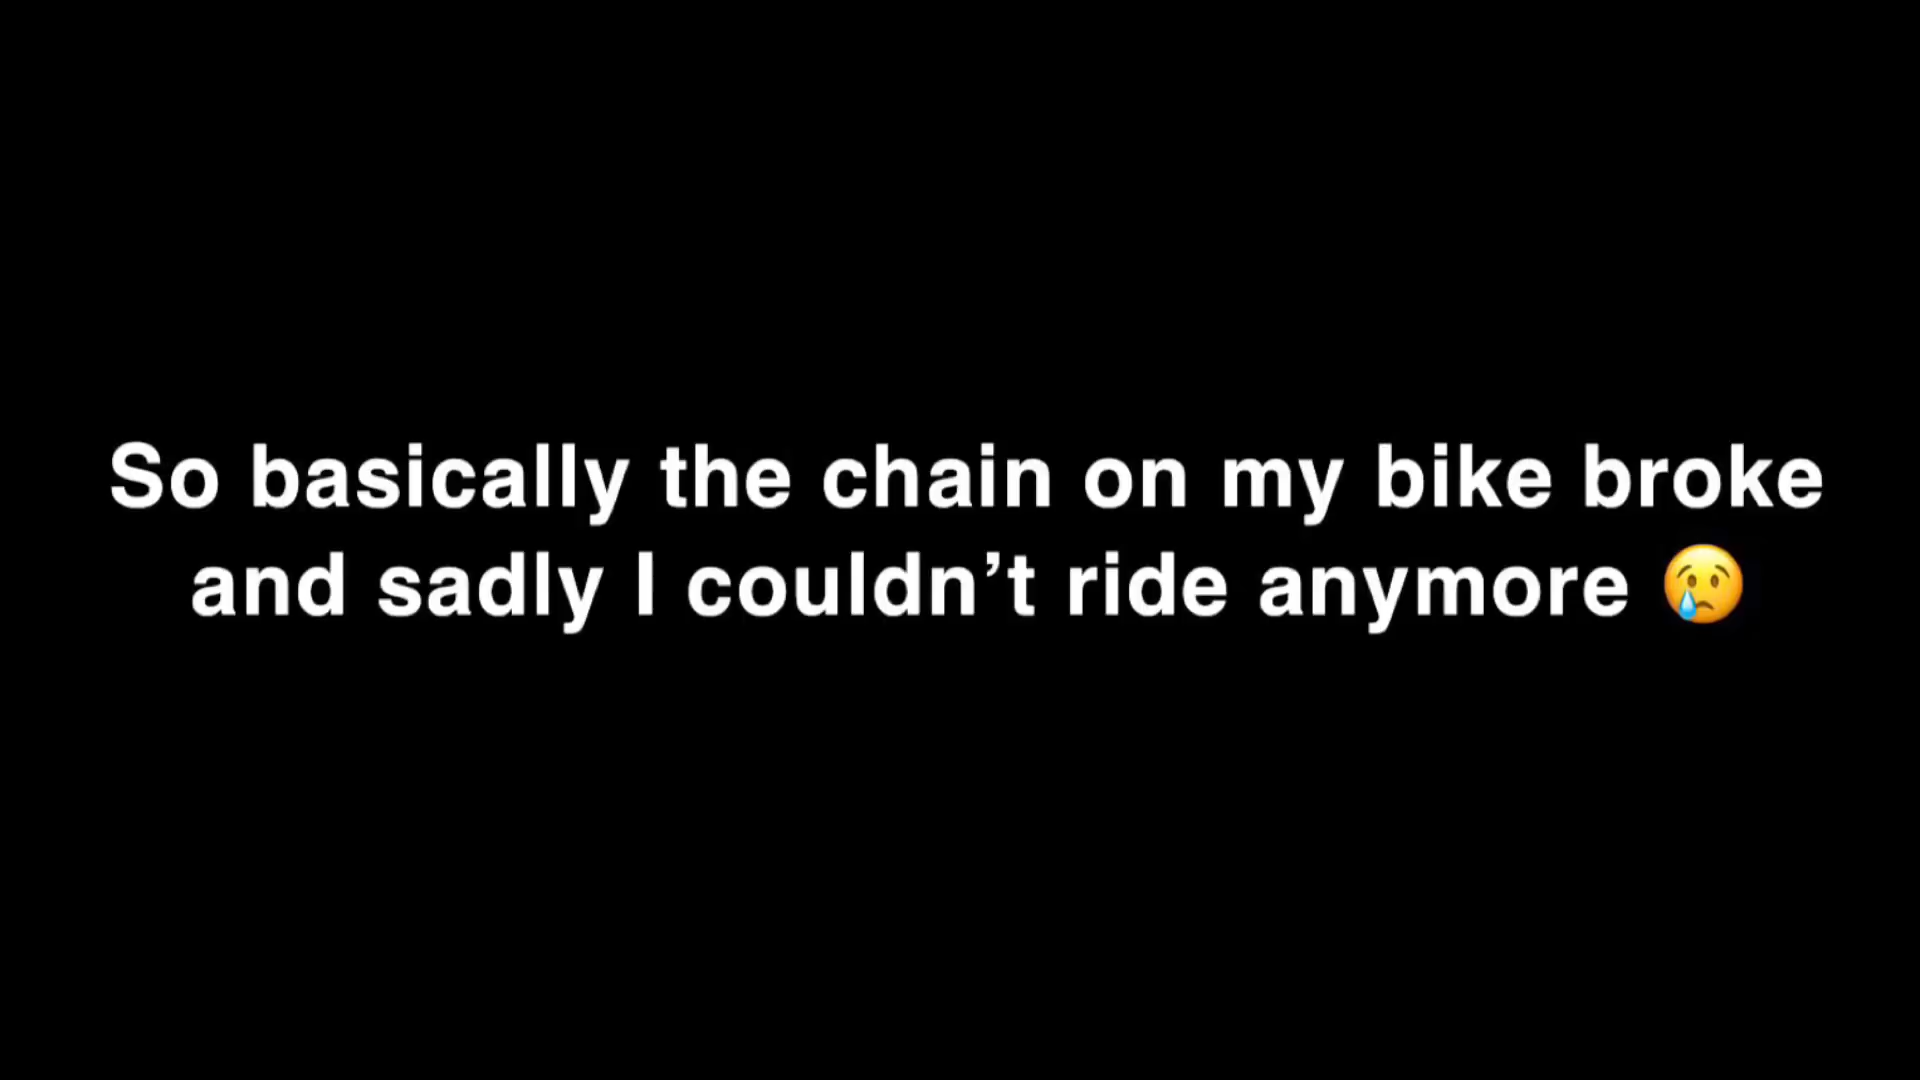 So basically the chain on my bike broke
and sadly I couldn’t ride anymore 😢